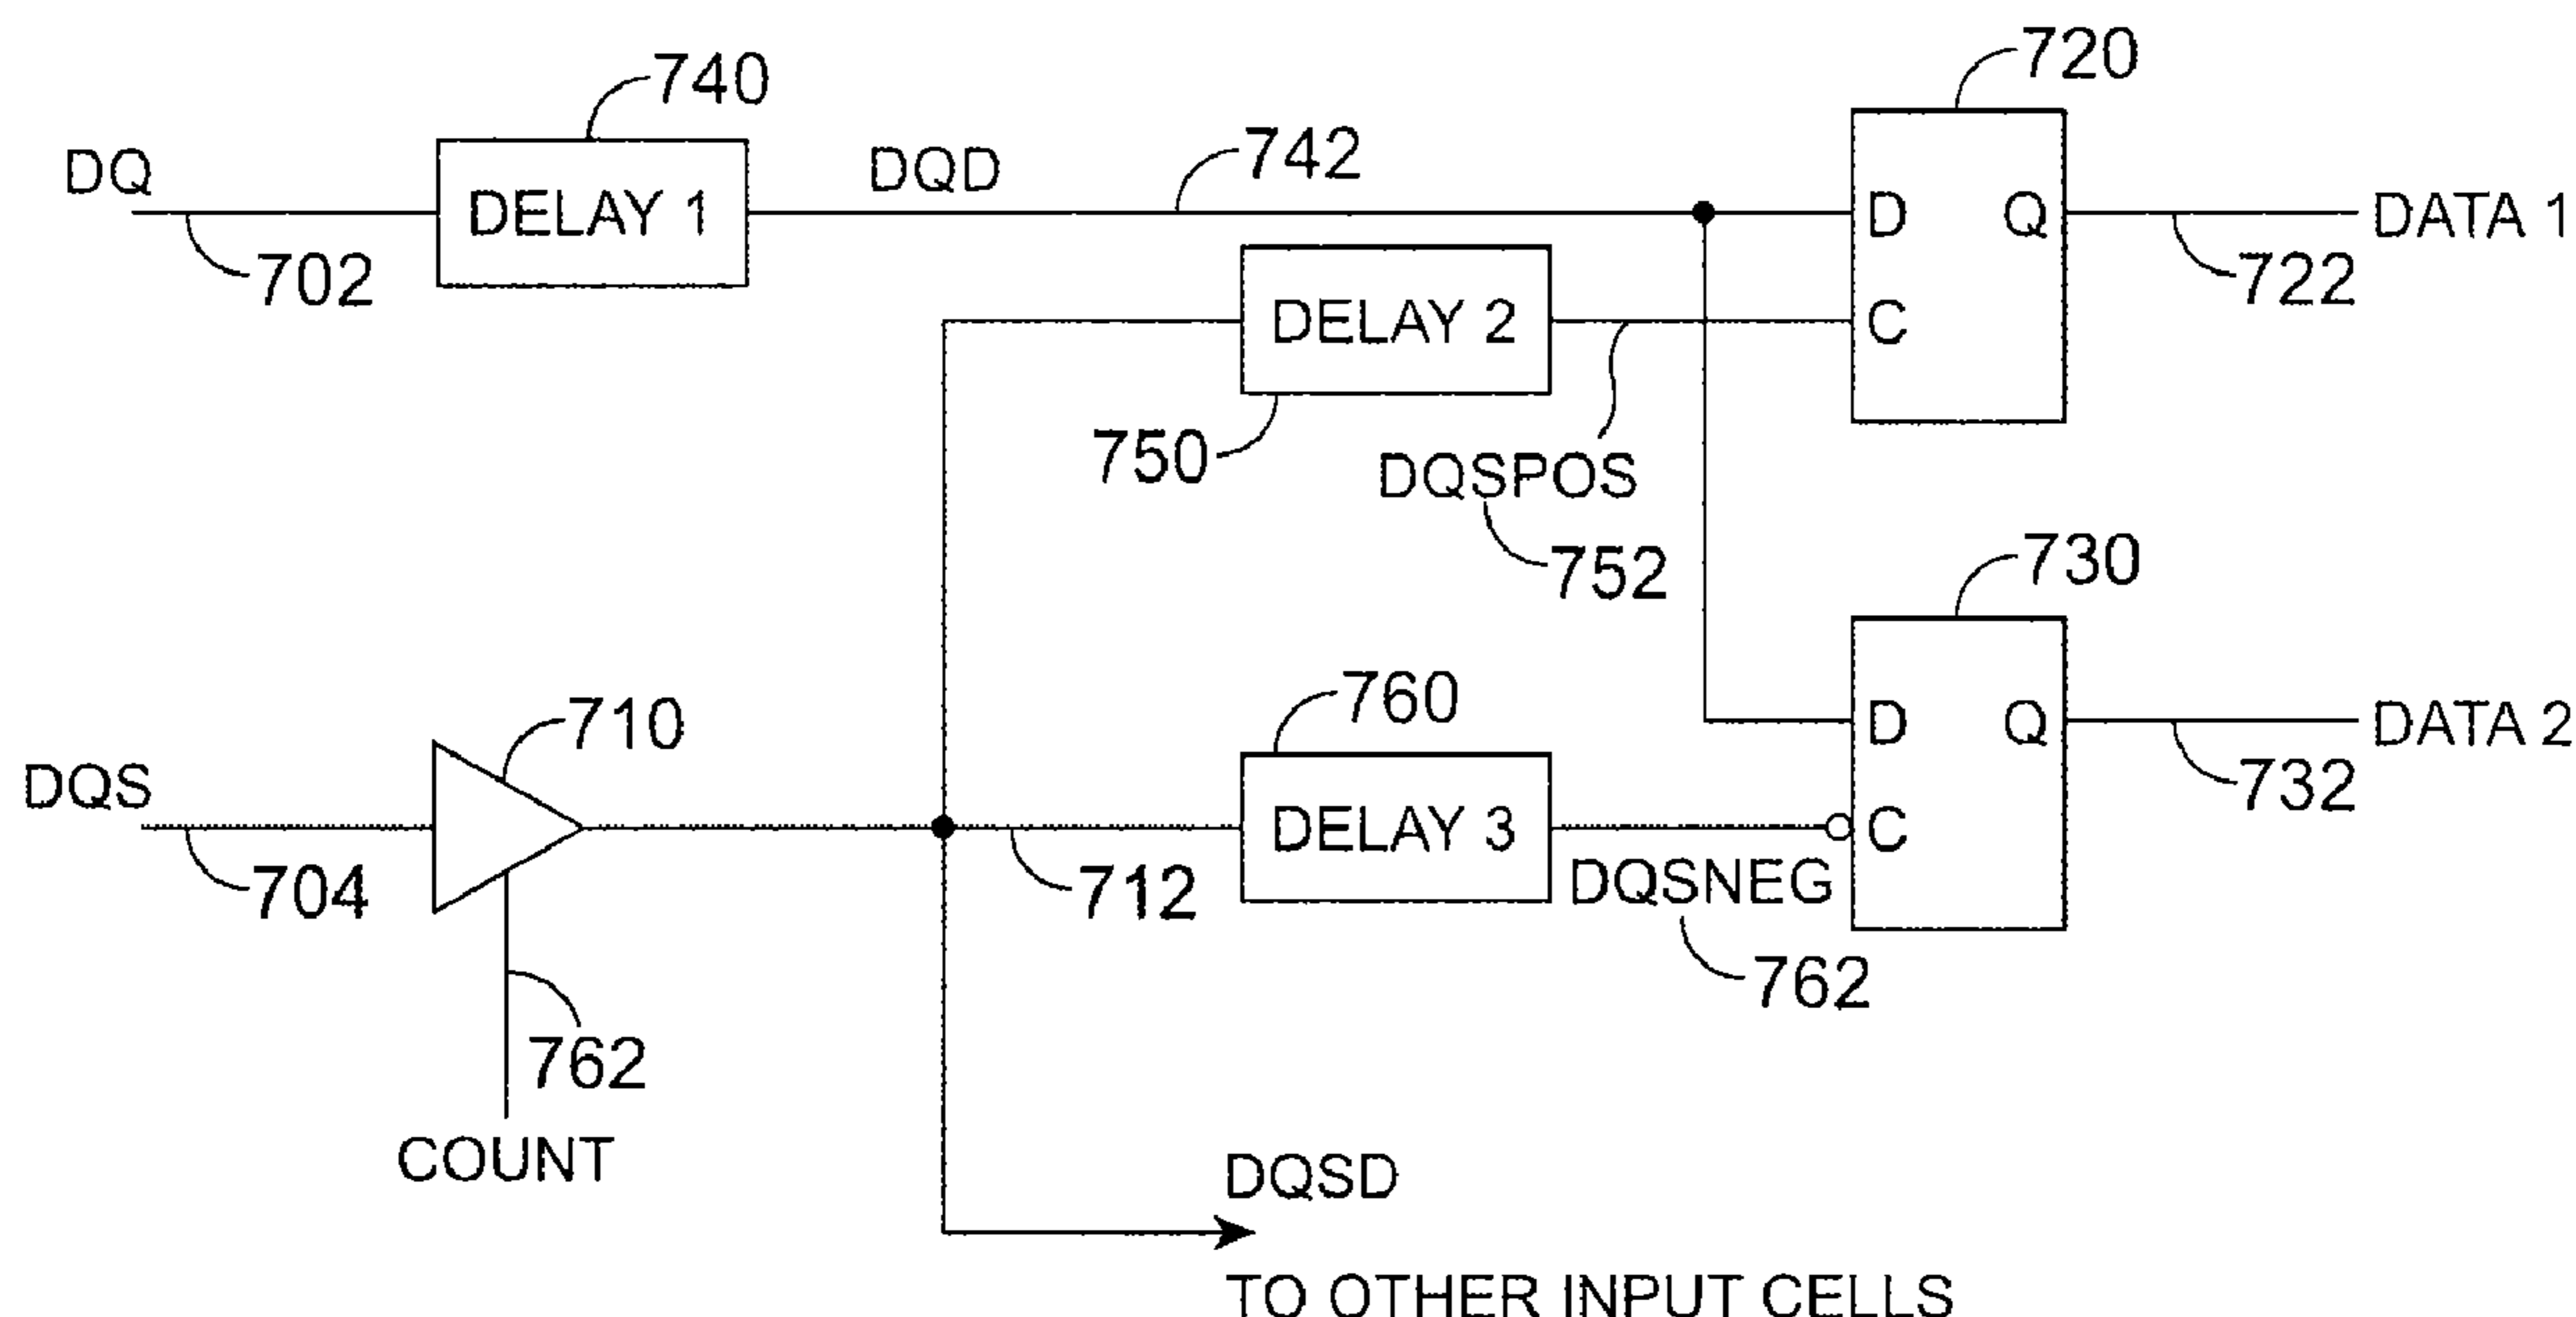 740
720
DQ
DELAY 1
DQD
742
D
Q
DATA 1
702
722
DELAY 2
C
750
DQSPOS
752
730
760
710
D
Q
DATA 2
DQS
732
DELAY 3
C
704
712
DQSNEG
762
762
COUNT
DQSD
TO OTHER INPUT CELLS